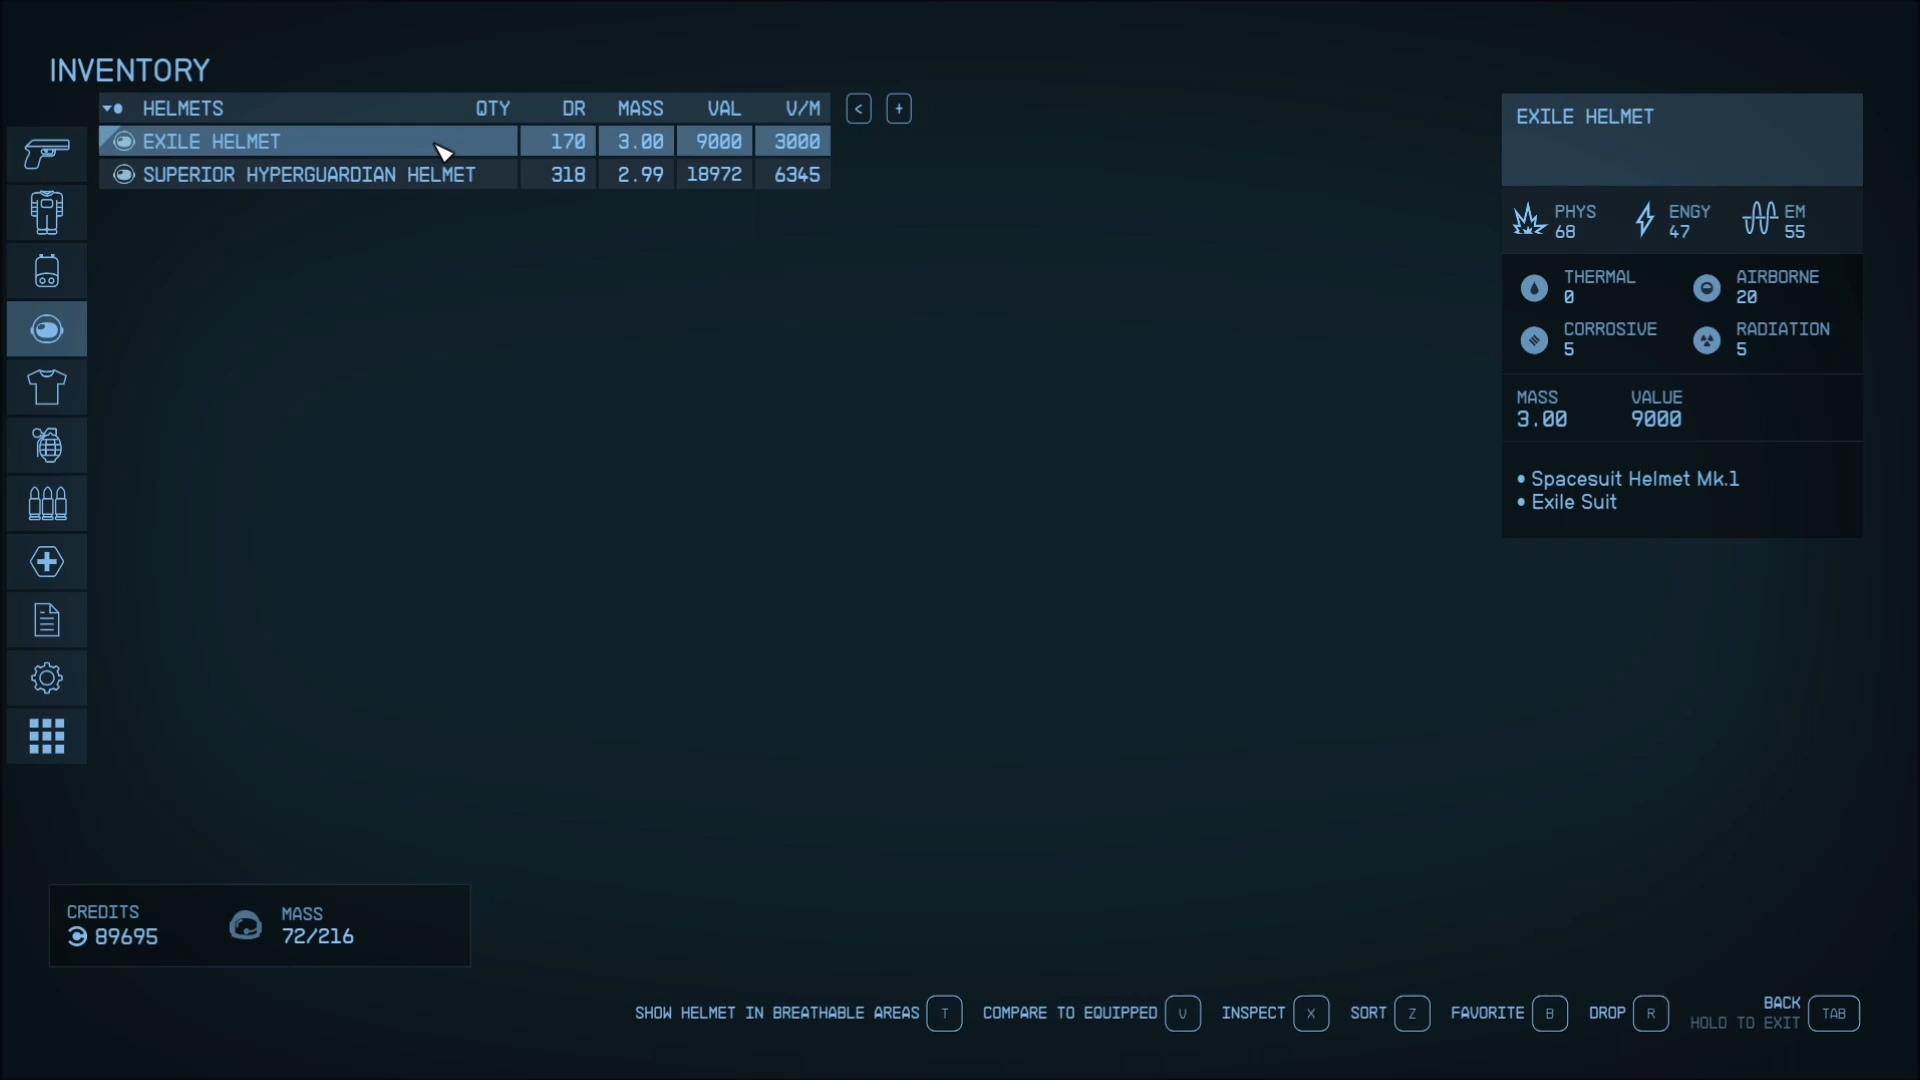 INVENTORY
HELMETS QTY DR MASS VAL V/M < +
EXILE HELMET 170 3.00 9000 3000
SUPERIOR HYPERGUARDIAN HELMET 318 2.99 18972 6345
EXILE HELMET
PHYS ENGY EM
68 47 55
THERMAL AIRBORNE
0 20
CORROSIVE RADIATION
5 5
MASS VALUE
3.00 9000
• Spacesuit Helmet Mk.1
• Exile Suit
CREDITS MASS
89695 72/216
SHOW HELMET IN BREATHABLE AREAS T COMPARE TO EQUIPPED V INSPECT X SORT Z FAVORITE B DROP R BACK TAB
HOLD TO EXIT